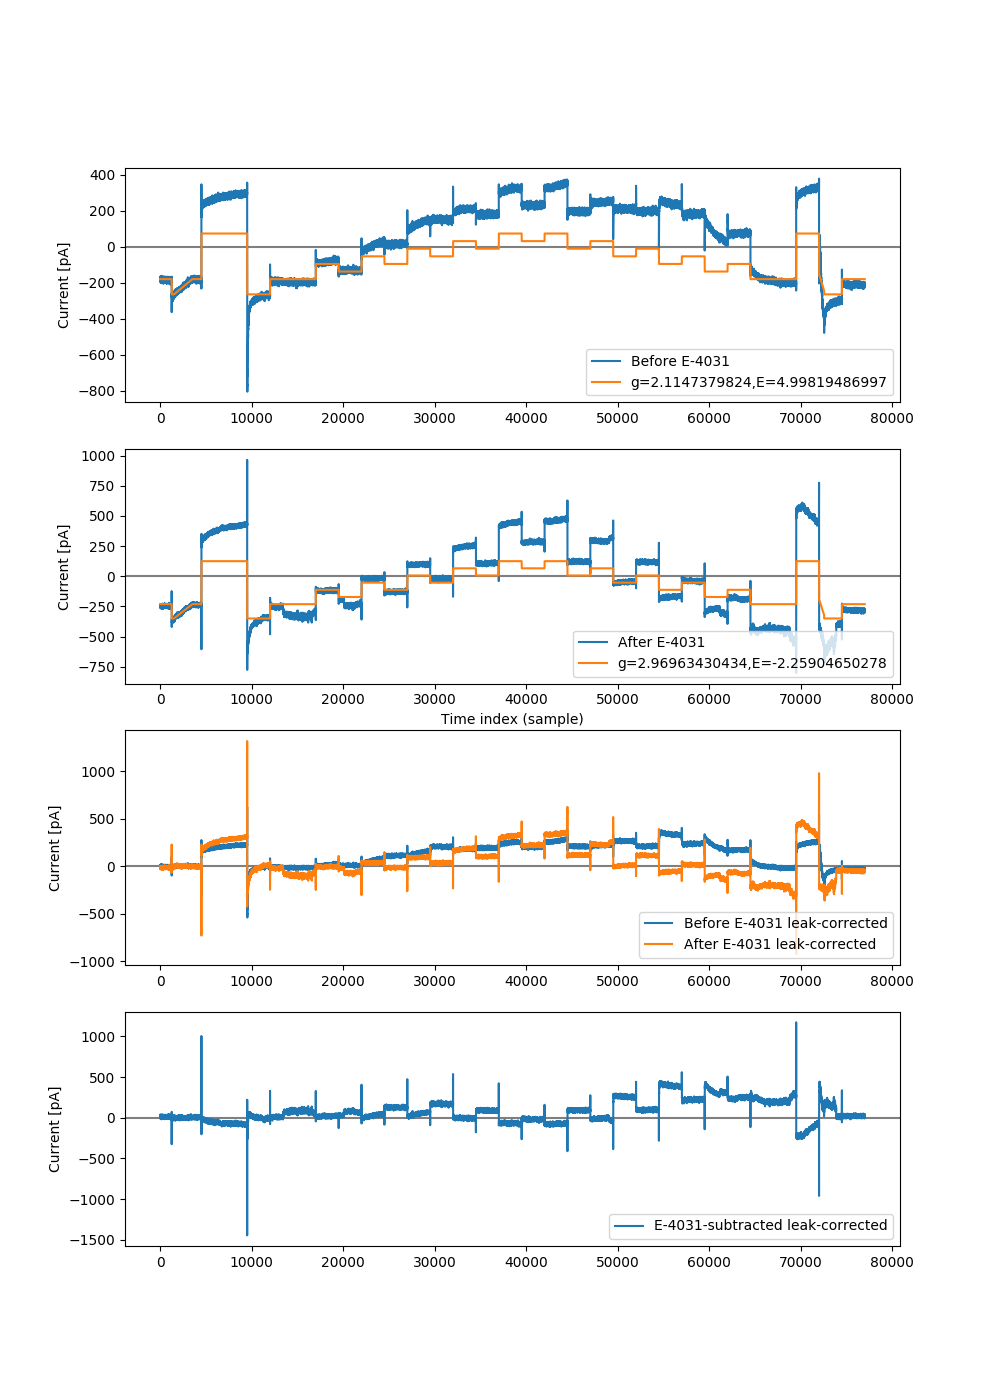 400
200
0
−200
−400
−600
−800
Current [pA]
Before E-4031
g=2.1147379824,E=4.99819486997
0 10000 20000 30000 40000 50000 60000 70000 80000
1000
750
500
250
0
−250
−500
−750
Current [pA]
After E-4031
g=2.96963430434,E=-2.25904650278
0 10000 20000 30000 40000 50000 60000 70000 80000
Time index (sample)
1000
500
0
−500
−1000
Current [pA]
Before E-4031 leak-corrected
After E-4031 leak-corrected
0 10000 20000 30000 40000 50000 60000 70000 80000
1000
500
0
−500
−1000
−1500
Current [pA]
E-4031-subtracted leak-corrected
0 10000 20000 30000 40000 50000 60000 70000 80000